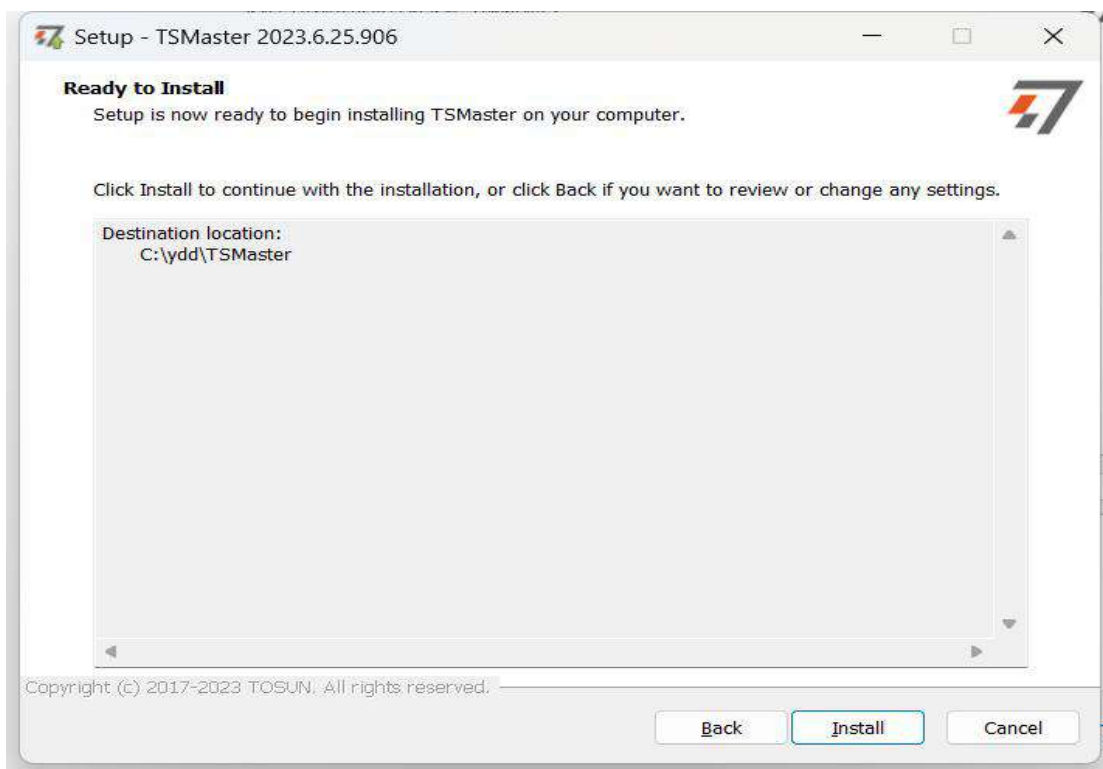 Setup - TSMaster 2023.6.25.906
Ready to Install
Setup is now ready to begin installing TSMaster on your computer.
Click Install to continue with the installation, or click Back if you want to review or change any settings.
Destination location:
C:\ydd\TSMaster
Copyright (c) 2017-2023 TOSUN. All rights reserved.
Back
Install
Cancel